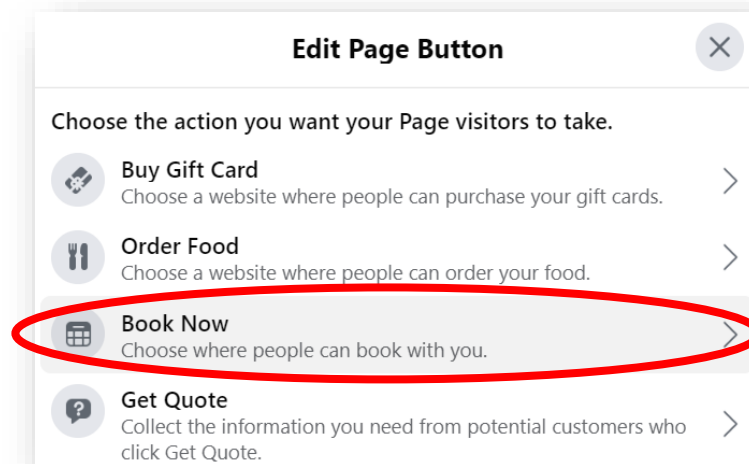 Edit Page Button
Choose the action you want your Page visitors to take.
Buy Gift Card
Choose a website where people can purchase your gift cards.
Order Food
Choose a website where people can order your food.
Book Now
Choose where people can book with you.
Get Quote
Collect the information you need from potential customers who
click Get Quote.